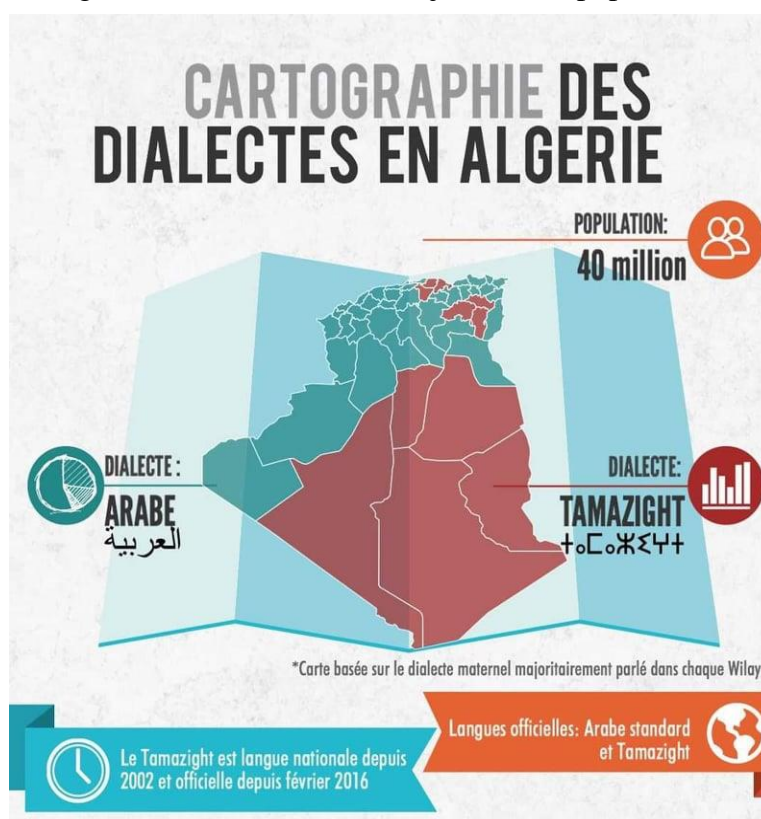 CARTOGRAPHIE DES
DIALECTES EN ALGERIE
POPULATION:
40 million
DIALECTE :
ARABE
العربية
DIALECTE:
TAMAZIGHT
ⵜⴰⵎⴰⵣⵉⵖⵜ
*Carte basée sur le dialecte maternel majoritairement parlé dans chaque Wilay
Langues officielles: Arabe standard
et Tamazight
Le Tamazight est langue nationale depuis
2002 et officielle depuis février 2016